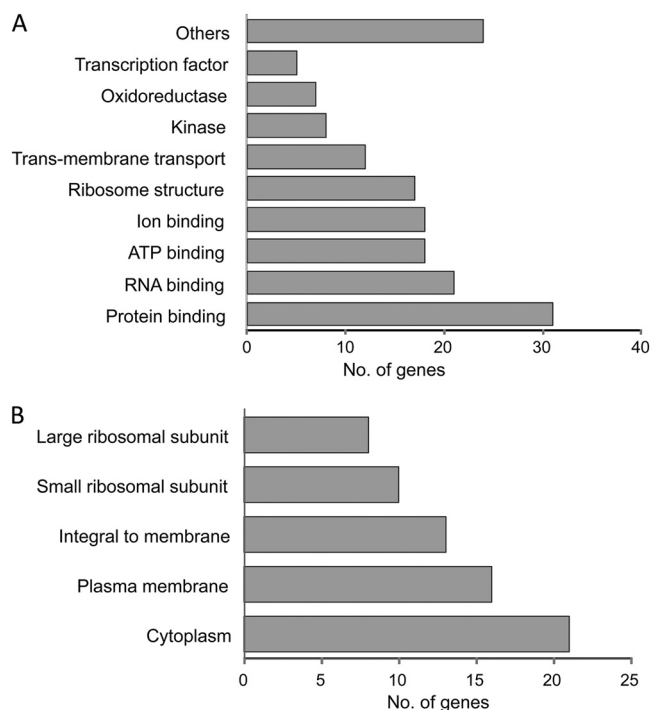 A
Others
Transcription factor
Oxidoreductase
Kinase
Trans-membrane transport
Ribosome structure
Ion binding
ATP binding
RNA binding
Protein binding
0 10 20 30 40
No. of genes
B
Large ribosomal subunit
Small ribosomal subunit
Integral to membrane
Plasma membrane
Cytoplasm
0 5 10 15 20 25
No. of genes